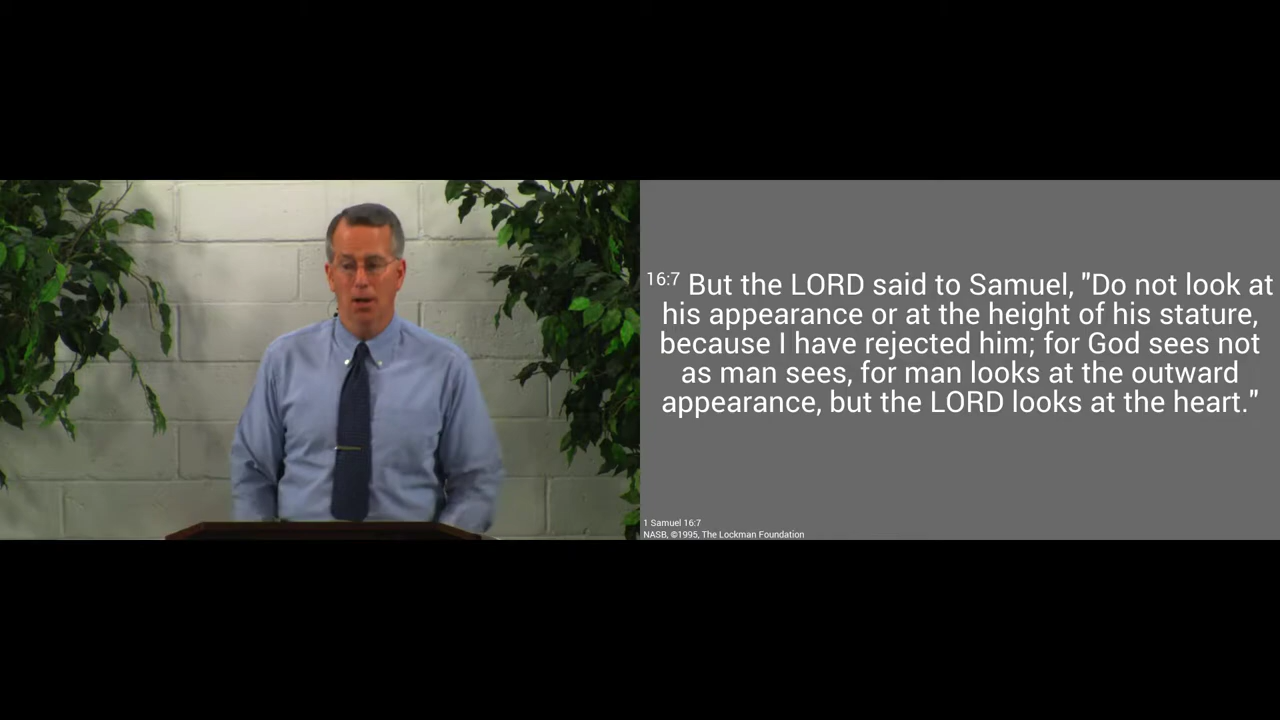 16:7 But the LORD said to Samuel, "Do not look at
his appearance or at the height of his stature,
because I have rejected him; for God sees not
as man sees, for man looks at the outward
appearance, but the LORD looks at the heart."
1 Samuel 16:7
NASB, ©1995, The Lockman Foundation